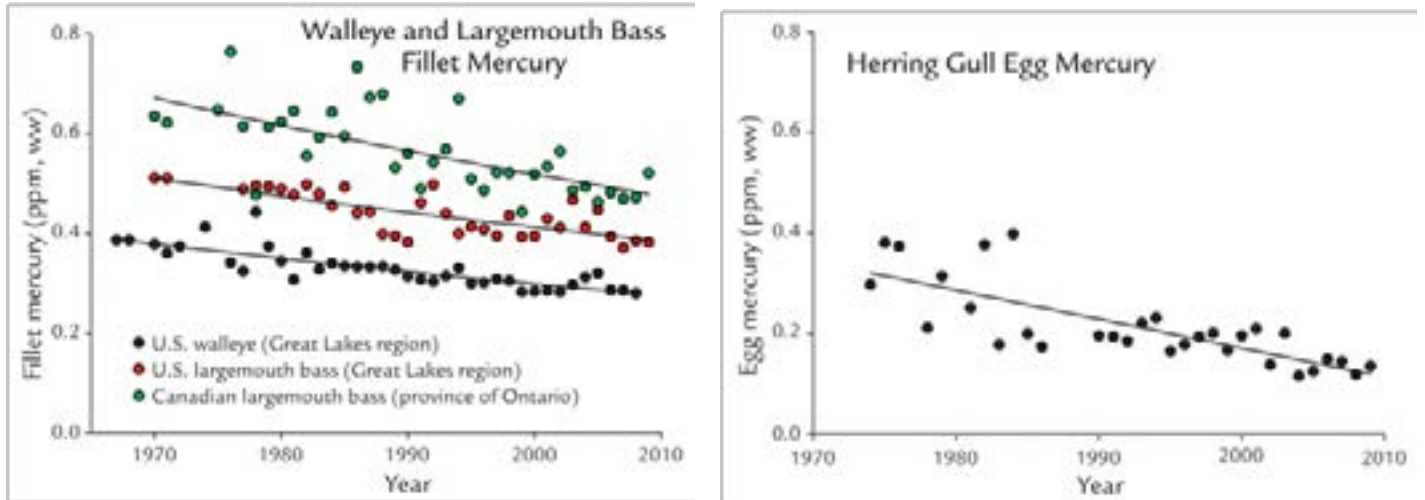 Walleye and Largemouth Bass
Fillet Mercury
Fillet mercury (ppm, ww)
0.8
0.6
0.4
0.2
0.0
U.S. walleye (Great Lakes region)
U.S. largemouth bass (Great Lakes region)
Canadian largemouth bass (province of Ontario)
1970 1980 1990 2000 2010
Year
Herring Gull Egg Mercury
Egg mercury (ppm, ww)
0.8
0.6
0.4
0.2
0.0
1970 1980 1990 2000 2010
Year